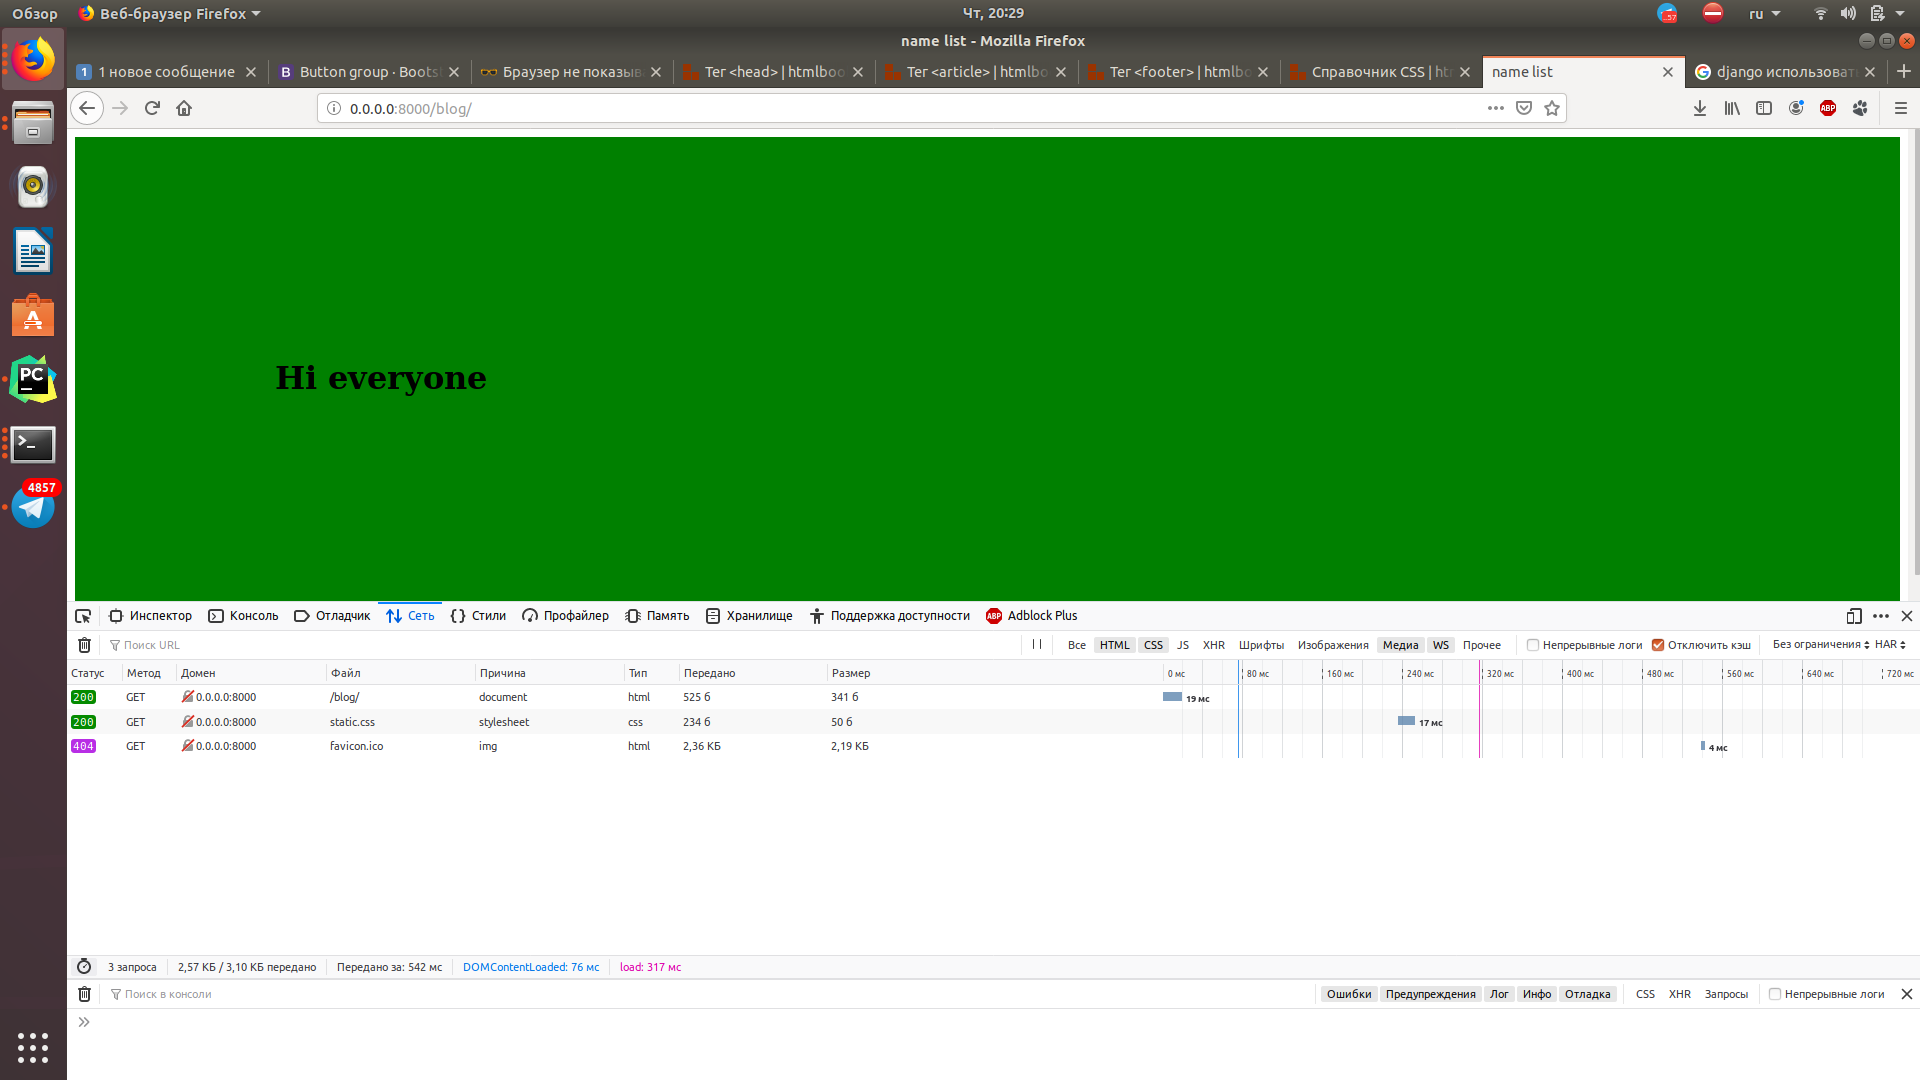 Обзор
Веб-браузер Firefox
Чт, 20:29
57
ru
name list - Mozilla Firefox
1 новое сообщение
B Button group · Boots
Браузер не показыв
Тег <head> | htmlboo
Тег <article> | htmlbo
Тег <footer> | htmlbo
Справочник CSS | ht
name list
django использоват
0.0.0.0:8000/blog/
ABP
Hi everyone
PC
4857
Инспектор
Консоль
Отладчик
Сеть
Стили
Профайлер
Память
Хранилище
Поддержка доступности
ABP Adblock Plus
Поиск URL
Все HTML CSS JS XHR Шрифты Изображения Медиа WS Прочее
Непрерывные логи
Отключить кэш
Без ограничения
HAR
Статус Метод Домен Файл Причина Тип Передано Размер 0 мс 80 мс 160 мс 240 мс 320 мс 400 мс 480 мс 560 мс 640 мс 720 мс
200 GET 0.0.0.0:8000 /blog/ document html 525 б 341 б 19 мс
200 GET 0.0.0.0:8000 static.css stylesheet css 234 б 50 б 17 мс
404 GET 0.0.0.0:8000 favicon.ico img html 2,36 КБ 2,19 КБ 4 мс
3 запроса 2,57 КБ / 3,10 КБ передано Передано за: 542 мс DOMContentLoaded: 76 мс load: 317 мс
Поиск в консоли
Ошибки Предупреждения Лог Инфо Отладка CSS XHR Запросы
Непрерывные логи